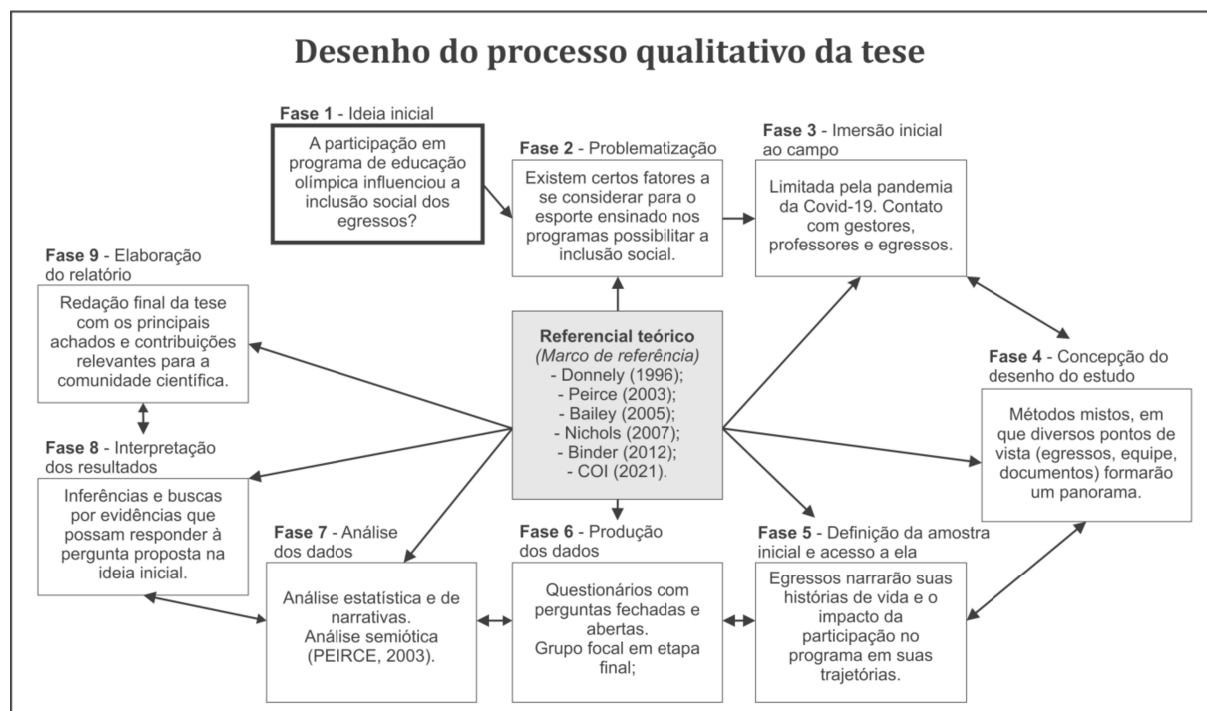 Desenho do processo qualitativo da tese
Fase 1 - Ideia inicial
A participação em
programa de educação
olímpica influenciou a
inclusão social dos
egressos?
Fase 2 - Problematização
Existem certos fatores a
se considerar para o
esporte ensinado nos
programas possibilitar a
inclusão social.
Fase 3 - Imersão inicial
ao campo
Limitada pela pandemia
da Covid-19. Contato
com gestores,
professores e egressos.
Fase 4 - Concepção do
desenho do estudo
Métodos mistos, em
que diversos pontos de
vista (egressos, equipe,
documentos) formarão
um panorama.
Fase 5 - Definição da amostra
inicial e acesso a ela
Egressos narrarão suas
histórias de vida e o
impacto da
participação no
programa em suas
trajetórias.
Fase 6 - Produção
dos dados
Questionários com
perguntas fechadas e
abertas.
Grupo focal em etapa
final;
Fase 7 - Análise
dos dados
Análise estatística e de
narrativas.
Análise semiótica
(PEIRCE, 2003).
Fase 8 - Interpretação
dos resultados
Inferências e buscas
por evidências que
possam responder à
pergunta proposta na
ideia inicial.
Fase 9 - Elaboração
do relatório
Redação final da tese
com os principais
achados e contribuições
relevantes para a
comunidade científica.
Referencial teórico
(Marco de referência)
- Donnely (1996);
- Peirce (2003);
- Bailey (2005);
- Nichols (2007);
- Binder (2012);
- COI (2021).